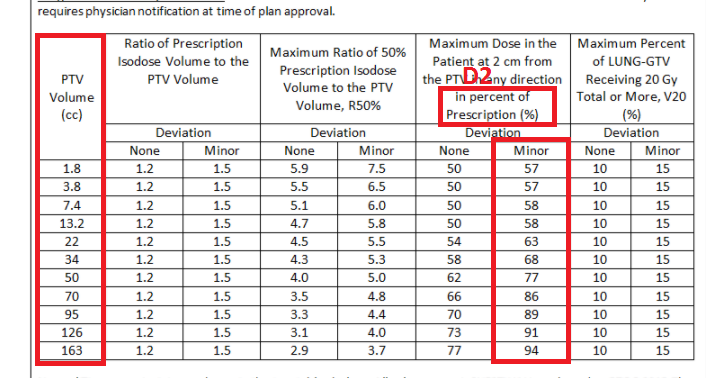 requires physician notification at time of plan approval.
PTV
Volume
(cc)
Ratio of Prescription
Isodose Volume to the
PTV Volume
Maximum Ratio of 50%
Prescription Isodose
Volume to the PTV
Volume, R50%
Maximum Dose in the
Patient at 2 cm from
the PTV in any direction
in percent of
Prescription (%)
D2
Maximum Percent
of LUNG-GTV
Receiving 20 Gy
Total or More, V20
(%)
Deviation Deviation Deviation Deviation
None Minor None Minor None Minor None Minor
1.8 1.2 1.5 5.9 7.5 50 57 10 15
3.8 1.2 1.5 5.5 6.5 50 57 10 15
7.4 1.2 1.5 5.1 6.0 50 58 10 15
13.2 1.2 1.5 4.7 5.8 50 58 10 15
22 1.2 1.5 4.5 5.5 54 63 10 15
34 1.2 1.5 4.3 5.3 58 68 10 15
50 1.2 1.5 4.0 5.0 62 77 10 15
70 1.2 1.5 3.5 4.8 66 86 10 15
95 1.2 1.5 3.3 4.4 70 89 10 15
126 1.2 1.5 3.1 4.0 73 91 10 15
163 1.2 1.5 2.9 3.7 77 94 10 15